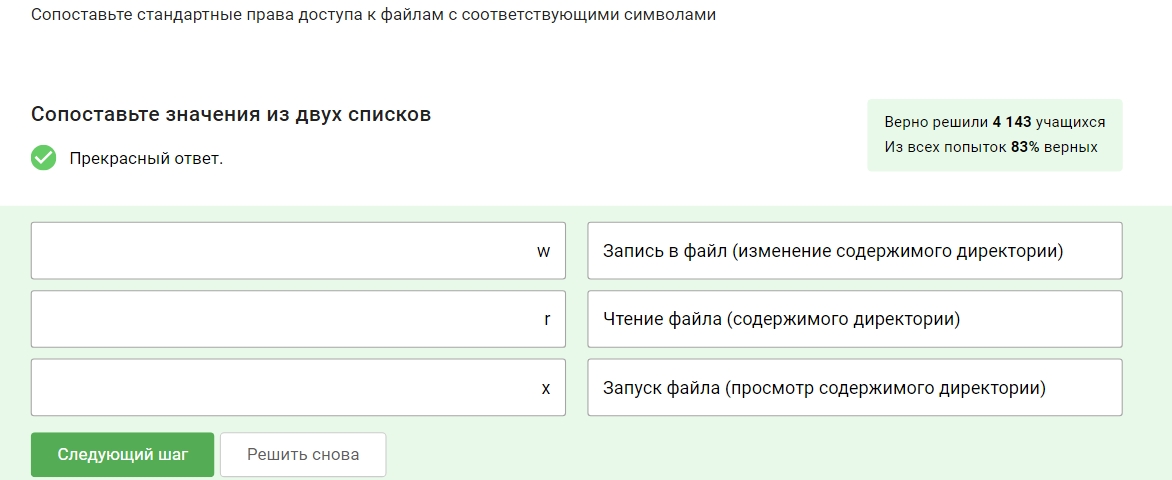 Сопоставьте стандартные права доступа к файлам с соответствующими символами
Сопоставьте значения из двух списков
Прекрасный ответ.
Верно решили 4 143 учащихся
Из всех попыток 83% верных
w
Запись в файл (изменение содержимого директории)
r
Чтение файла (содержимого директории)
x
Запуск файла (просмотр содержимого директории)
Следующий шаг
Решить снова